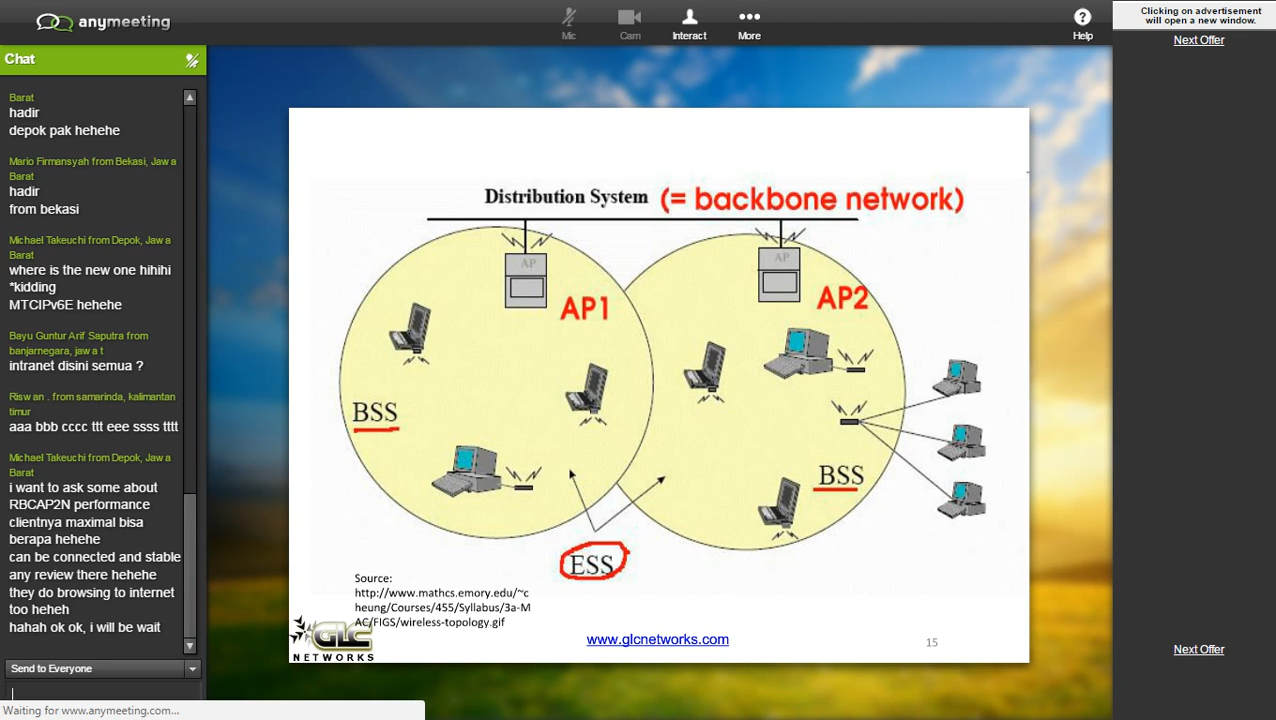 anymeeting
Mic
Cam
Interact
More
Help
Clicking on advertisement
will open a new window.
Next Offer
Chat
Barat
hadir
depok pak hehehe
Mario Firmansyah from Bekasi, Jaw a
Barat
hadir
from bekasi
Michael Takeuchi from Depok, Jaw a
Barat
where is the new one hihihi
*kidding
MTCIPv6E hehehe
Bayu Guntur Arif Saputra from
banjarnegara, jaw a t
intranet disini semua ?
Risw an . from samarinda, kalimantan
timur
aaa bbb cccc ttt eee ssss tttt
Michael Takeuchi from Depok, Jaw a
Barat
i want to ask some about
RBCAP2N performance
clientnya maximal bisa
berapa hehehe
can be connected and stable
any review there hehehe
they do browsing to internet
too heheh
hahah ok ok, i will be wait
Send to Everyone
Waiting for www.anymeeting.com...
Distribution System (= backbone network)
AP
AP
AP1
AP2
BSS
BSS
ESS
Source:
http://www.mathcs.emory.edu/~c
heung/Courses/455/Syllabus/3a-M
AC/FIGS/wireless-topology.gif
GLC
NETWORKS
www.glcnetworks.com
15
Next Offer